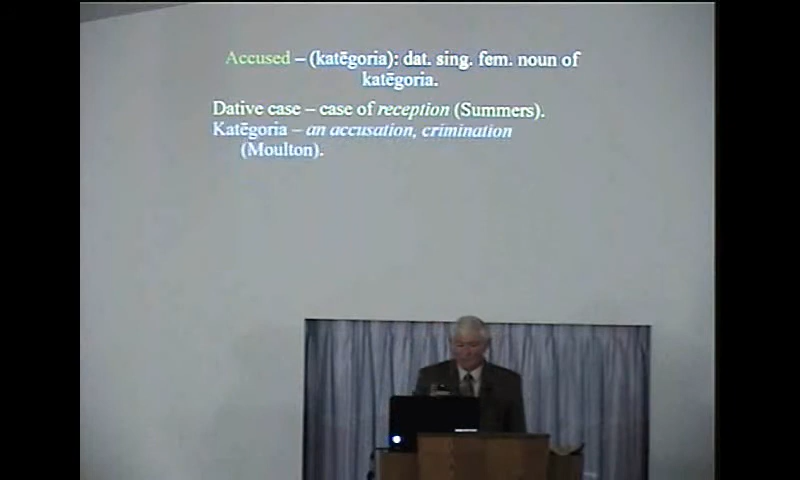 Accused – (katēgoria): dat. sing. fem. noun of
katēgoria.
Dative case – case of reception (Summers).
Katēgoria – an accusation, crimination
(Moulton).